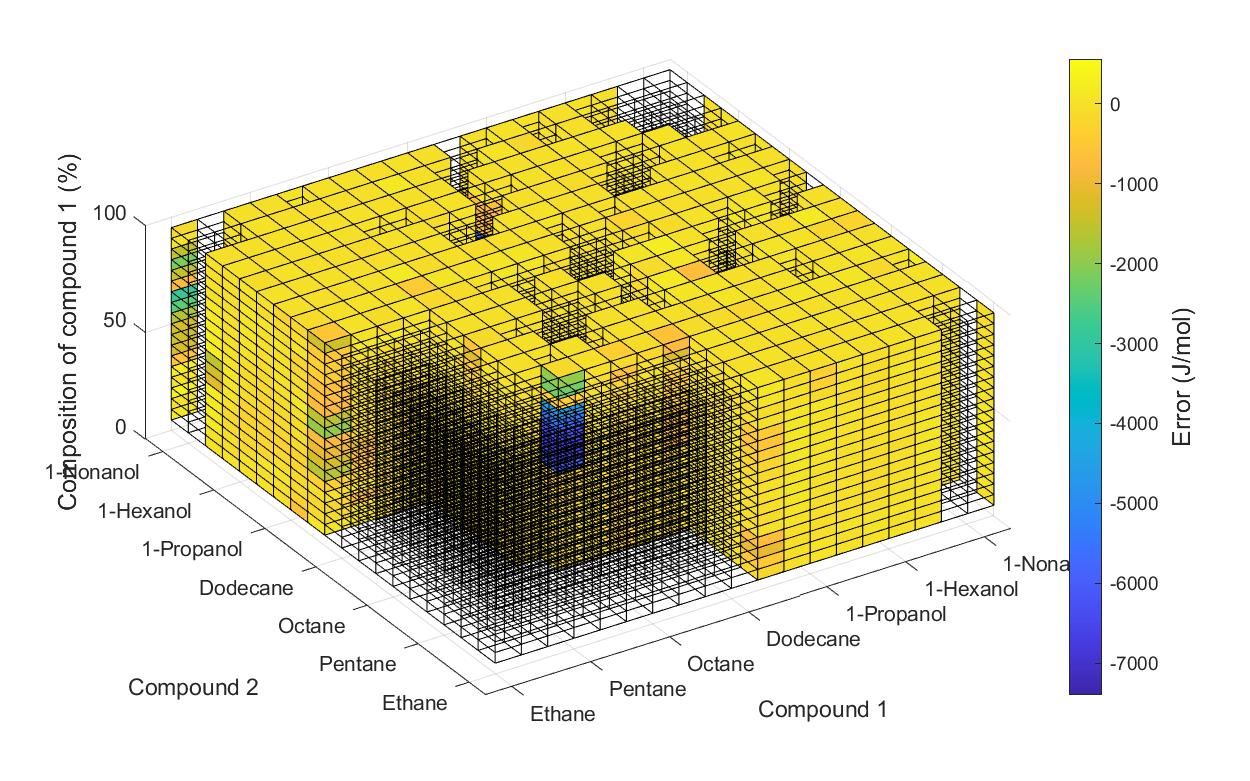 Composition of compound 1 (%)
100
50
0
1-Nonanol
1-Hexanol
1-Propanol
Dodecane
Octane
Pentane
Ethane
Compound 2
Ethane
Pentane
Octane
Dodecane
1-Propanol
1-Hexanol
1-Nona
Compound 1
0
-1000
-2000
-3000
-4000
-5000
-6000
-7000
Error (J/mol)